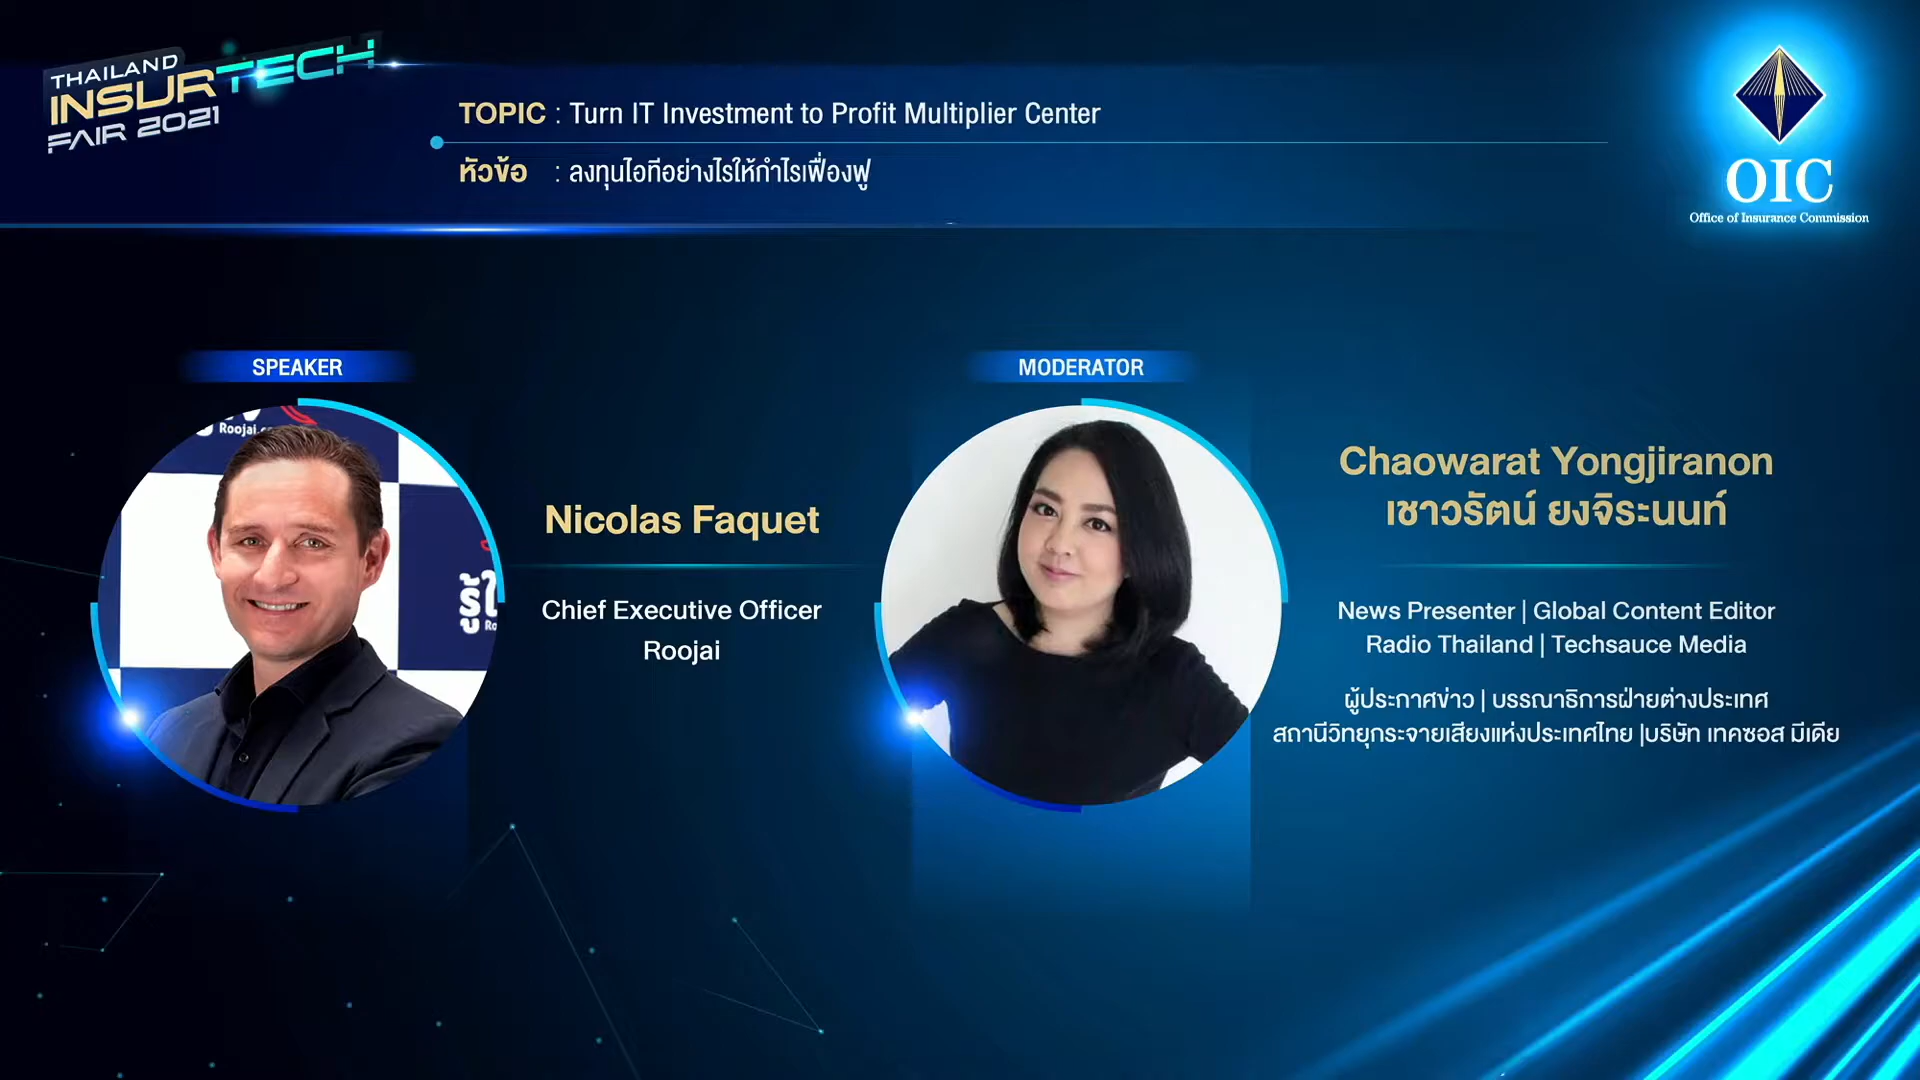 THAILAND
INSURTECH
FAIR 2021
TOPIC : Turn IT Investment to Profit Multiplier Center
หัวข้อ : ลงทุนไอทีอย่างไรให้กำไรเฟื่องฟู
OIC
Office of Insurance Commission
SPEAKER
Roojai.c
รู้ใ
Ro
Nicolas Faquet
Chief Executive Officer
Roojai
MODERATOR
Chaowarat Yongjiranon
เชาวรัตน์ ยงจิระนนท์
News Presenter | Global Content Editor
Radio Thailand | Techsauce Media
ผู้ประกาศข่าว | บรรณาธิการฝ่ายต่างประเทศ
สถานีวิทยุกระจายเสียงแห่งประเทศไทย |บริษัท เทคซอส มีเดีย